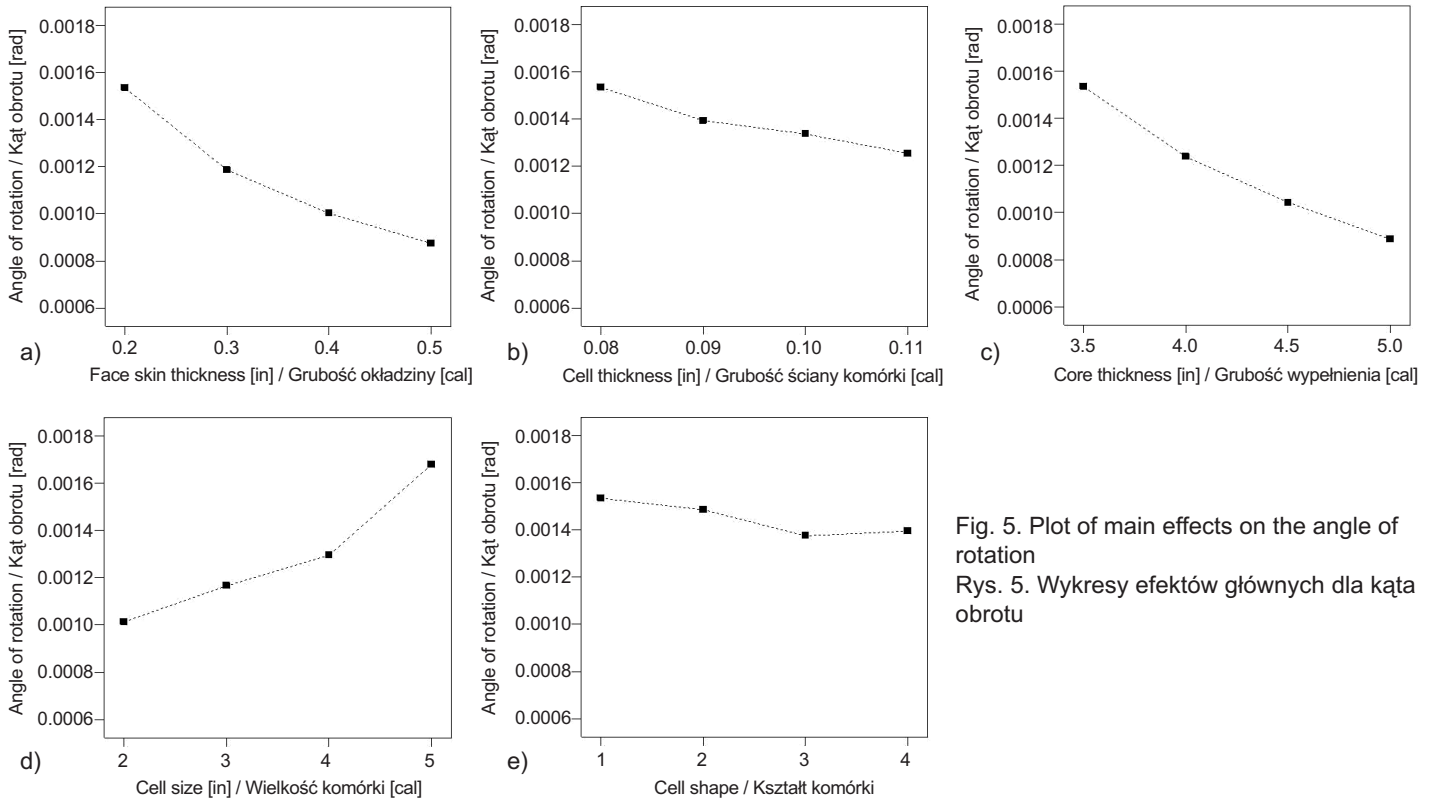 Angle of rotation / Kąt obrotu [rad]
0.0018
0.0016
0.0014
0.0012
0.0010
0.0008
0.0006
0.2 0.3 0.4 0.5
a)
Face skin thickness [in] / Grubość okładziny [cal]
Angle of rotation / Kąt obrotu [rad]
0.0018
0.0016
0.0014
0.0012
0.0010
0.0008
0.0006
0.08 0.09 0.10 0.11
b)
Cell thickness [in] / Grubość ściany komórki [cal]
Angle of rotation / Kąt obrotu [rad]
0.0018
0.0016
0.0014
0.0012
0.0010
0.0008
0.0006
3.5 4.0 4.5 5.0
c)
Core thickness [in] / Grubość wypełnienia [cal]
Angle of rotation / Kąt obrotu [rad]
0.0018
0.0016
0.0014
0.0012
0.0010
0.0008
0.0006
2 3 4 5
d)
Cell size [in] / Wielkość komórki [cal]
Angle of rotation / Kąt obrotu [rad]
0.0018
0.0016
0.0014
0.0012
0.0010
0.0008
0.0006
1 2 3 4
e)
Cell shape / Kształt komórki
Fig. 5. Plot of main effects on the angle of
rotation
Rys. 5. Wykresy efektów głównych dla kąta
obrotu